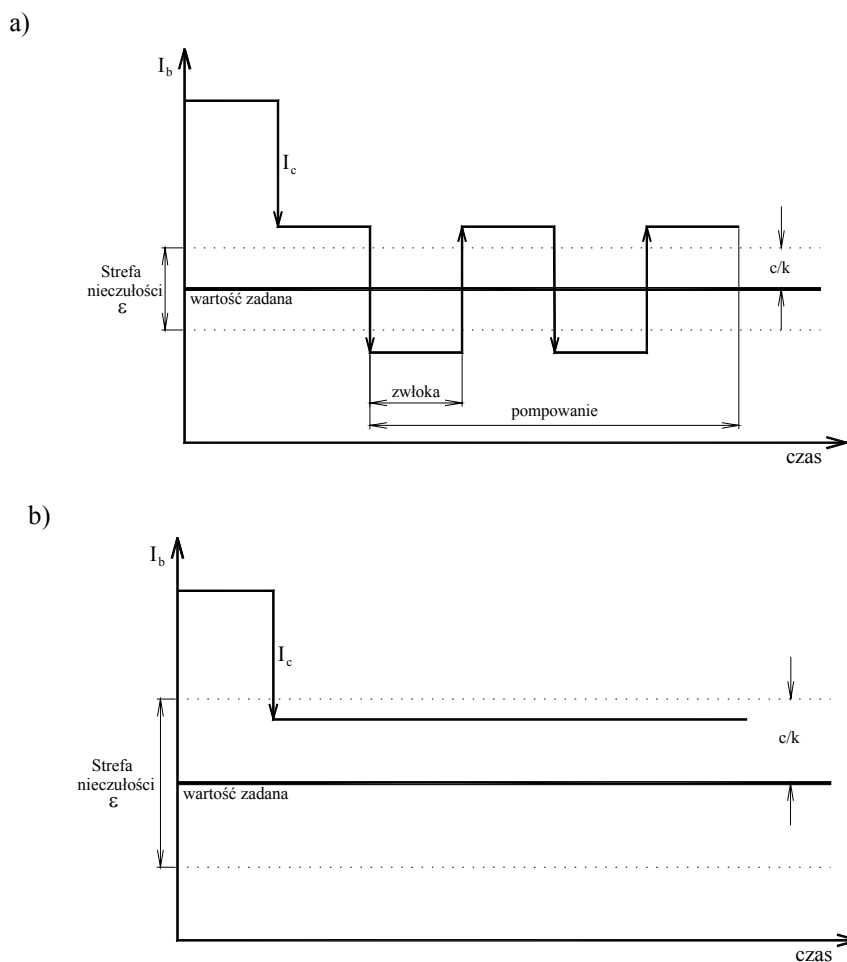 a)
I_b
I_c
Strefa
nieczułości
ε
wartość zadana
c/k
zwłoka
pompowanie
czas
b)
I_b
I_c
c/k
Strefa
nieczułości
ε
wartość zadana
czas